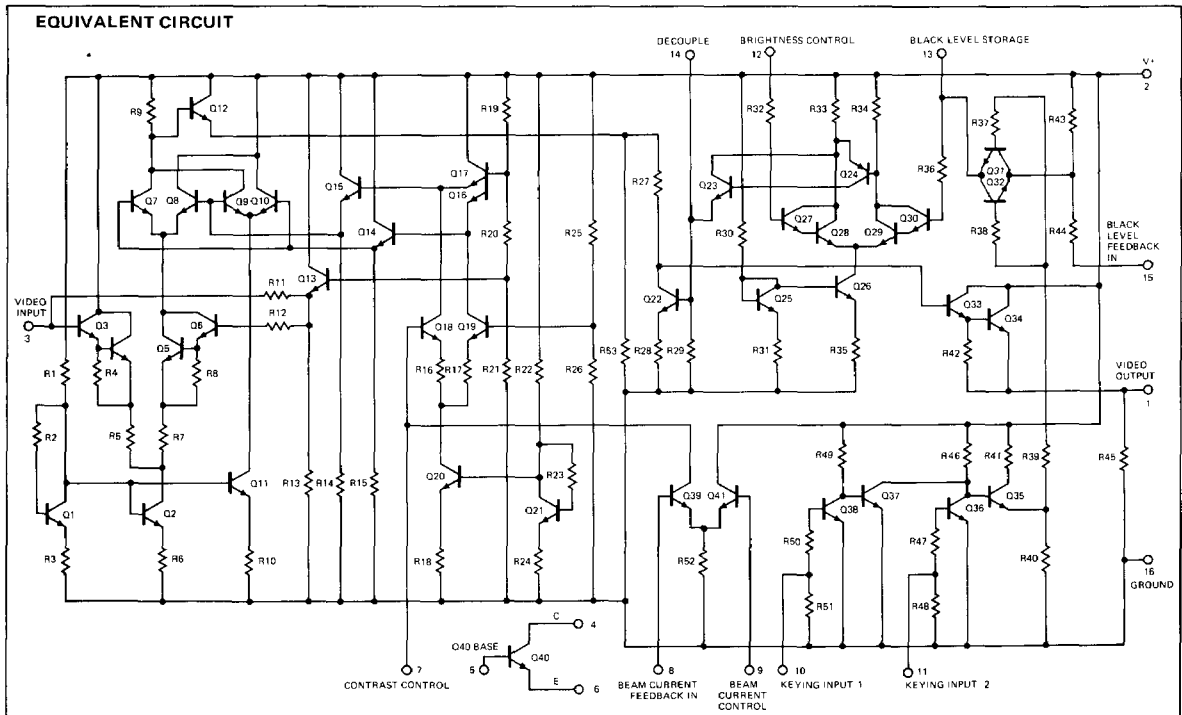 EQUIVALENT CIRCUIT
DECOUPLE
14
BRIGHTNESS CONTROL
12
BLACK LEVEL STORAGE
13
V+
2
R9
Q12
R19
R32
R33
R34
R37
R43
Q17
Q16
Q15
R27
Q23
Q24
R36
Q31
Q32
Q7
Q8
Q9
Q10
Q14
R20
R25
R30
Q27
Q28
Q29
Q30
R38
R44
BLACK
LEVEL
FEEDBACK
IN
15
Q13
R11
R12
Q22
Q25
Q26
Q33
Q34
VIDEO
INPUT
3
Q3
Q5
Q6
Q18
Q19
R1
R4
R8
R16
R17
R21
R22
R26
R53
R28
R29
R31
R35
R42
VIDEO
OUTPUT
1
R2
R5
R7
Q11
R13
R14
R15
Q20
R23
Q21
R49
R46
R41
R39
R45
Q39
Q41
Q38
Q37
Q36
Q35
Q1
Q2
R3
R6
R10
R18
R24
R52
R50
R47
R40
R51
R48
16
GROUND
C
4
Q40 BASE
5
Q40
E
6
7
CONTRAST CONTROL
8
BEAM CURRENT
FEEDBACK IN
9
BEAM
CURRENT
CONTROL
10
KEYING INPUT 1
11
KEYING INPUT 2